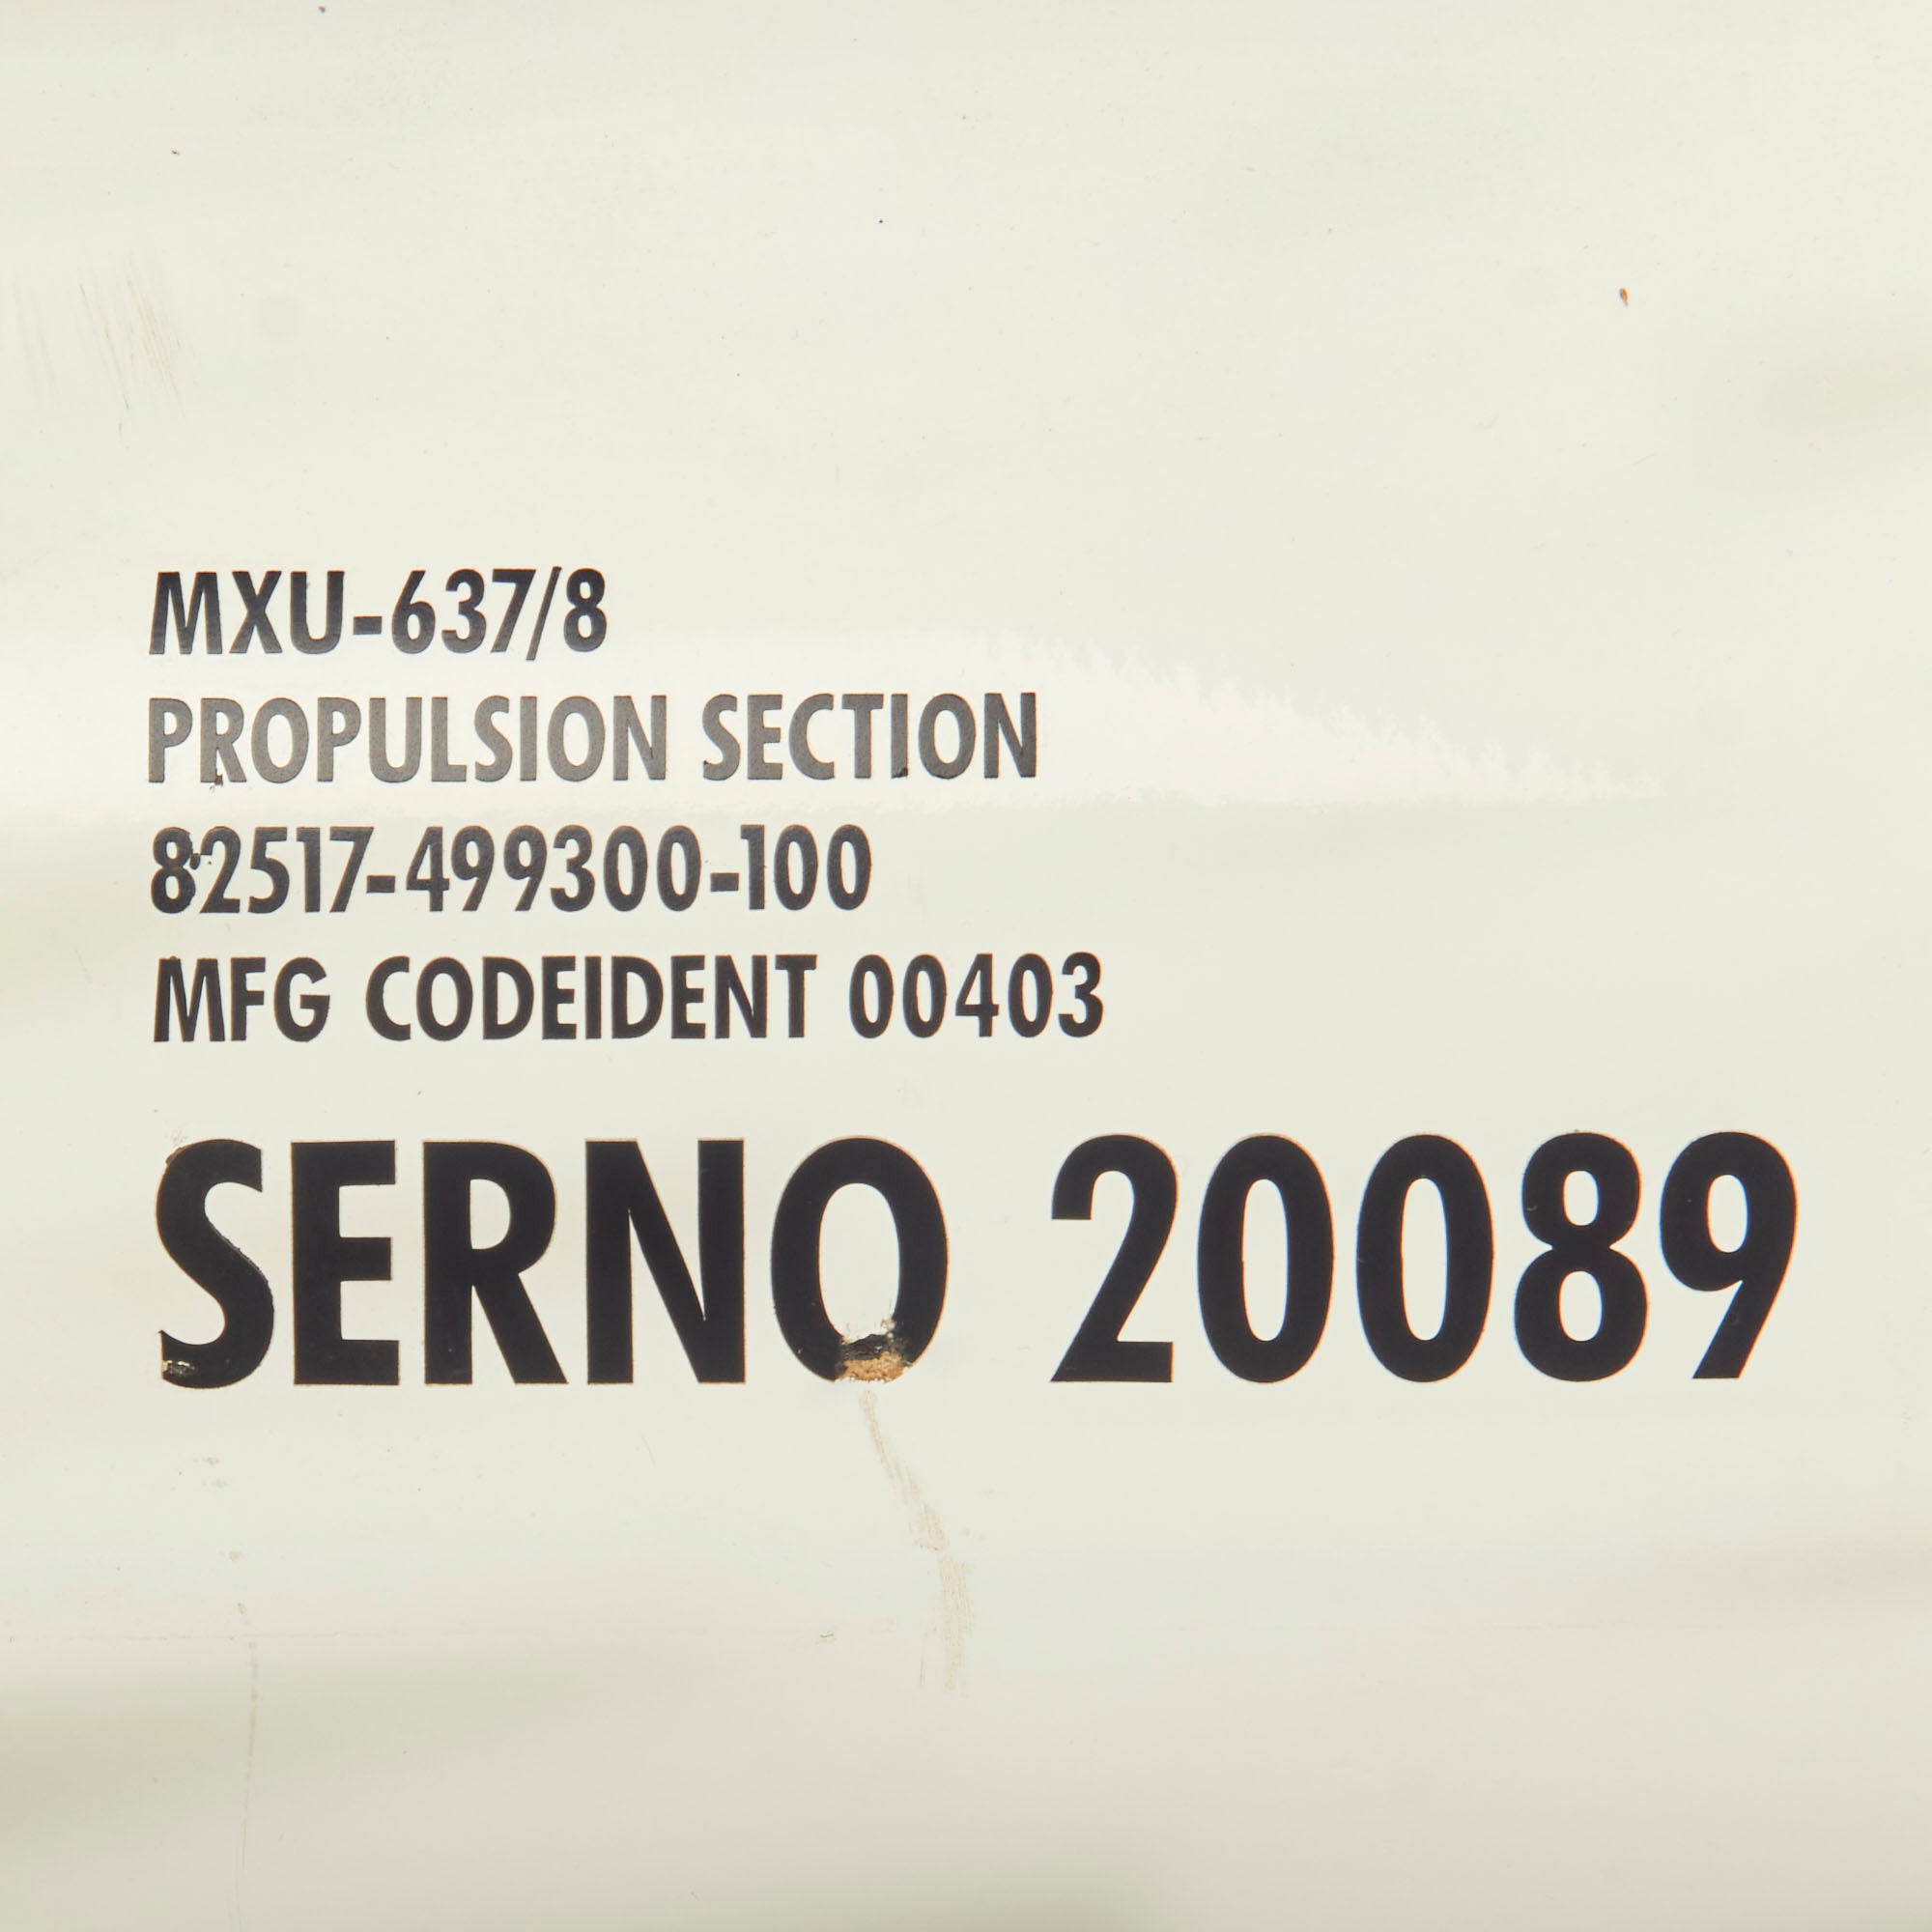 MXU-637/8
PROPULSION SECTION
82517-499300-100
MFG CODEIDENT 00403
SERNO 20089